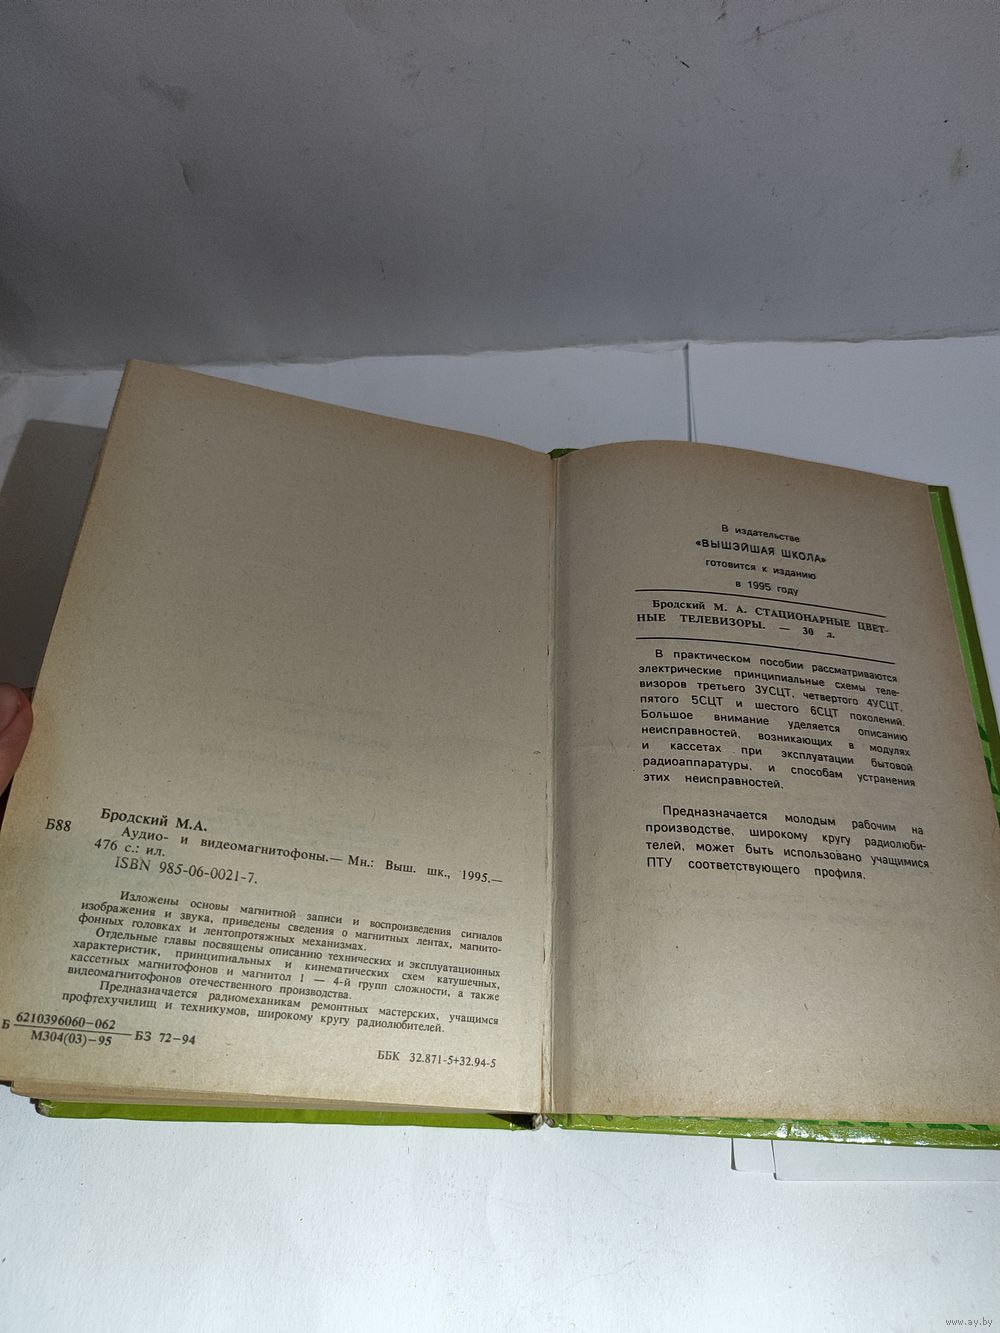 Бродский М.А.
Б88
Аудио- и видеомагнитофоны.— Мн.: Выш. шк., 1995.—
476 с.: ил.
ISBN 985-06-0021-7.
Изложены основы магнитной записи и воспроизведения сигналов
изображения и звука, приведены сведения о магнитных лентах, магнито-
фонных головках и лентопротяжных механизмах.
Отдельные главы посвящены описанию технических и эксплуатационных
характеристик, принципиальных и кинематических схем катушечных,
кассетных магнитофонов и магнитол 1 — 4-й групп сложности, а также
видеомагнитофонов отечественного производства.
Предназначается радиомеханикам ремонтных мастерских, учащимся
профтехучилищ и техникумов, широкому кругу радиолюбителей.
Б 6210396060—062
М304(03)—95
БЗ 72—94
ББК 32.871-5+32.94-5
В издательстве
«ВЫШЭЙШАЯ ШКОЛА»
готовится к изданию
в 1995 году
Бродский М. А. СТАЦИОНАРНЫЕ ЦВЕТ-
НЫЕ ТЕЛЕВИЗОРЫ. — 30 л.
В практическом пособии рассматриваются
электрические принципиальные схемы теле-
визоров третьего 3УСЦТ, четвертого 4УСЦТ,
пятого 5СЦТ и шестого 6СЦТ поколений.
Большое внимание уделяется описанию
неисправностей, возникающих в модулях
и кассетах при эксплуатации бытовой
радиоаппаратуры, и способам устранения
этих неисправностей.
Предназначается молодым рабочим на
производстве, широкому кругу радиолюби-
телей, может быть использовано учащимися
ПТУ соответствующего профиля.
www.ay.by